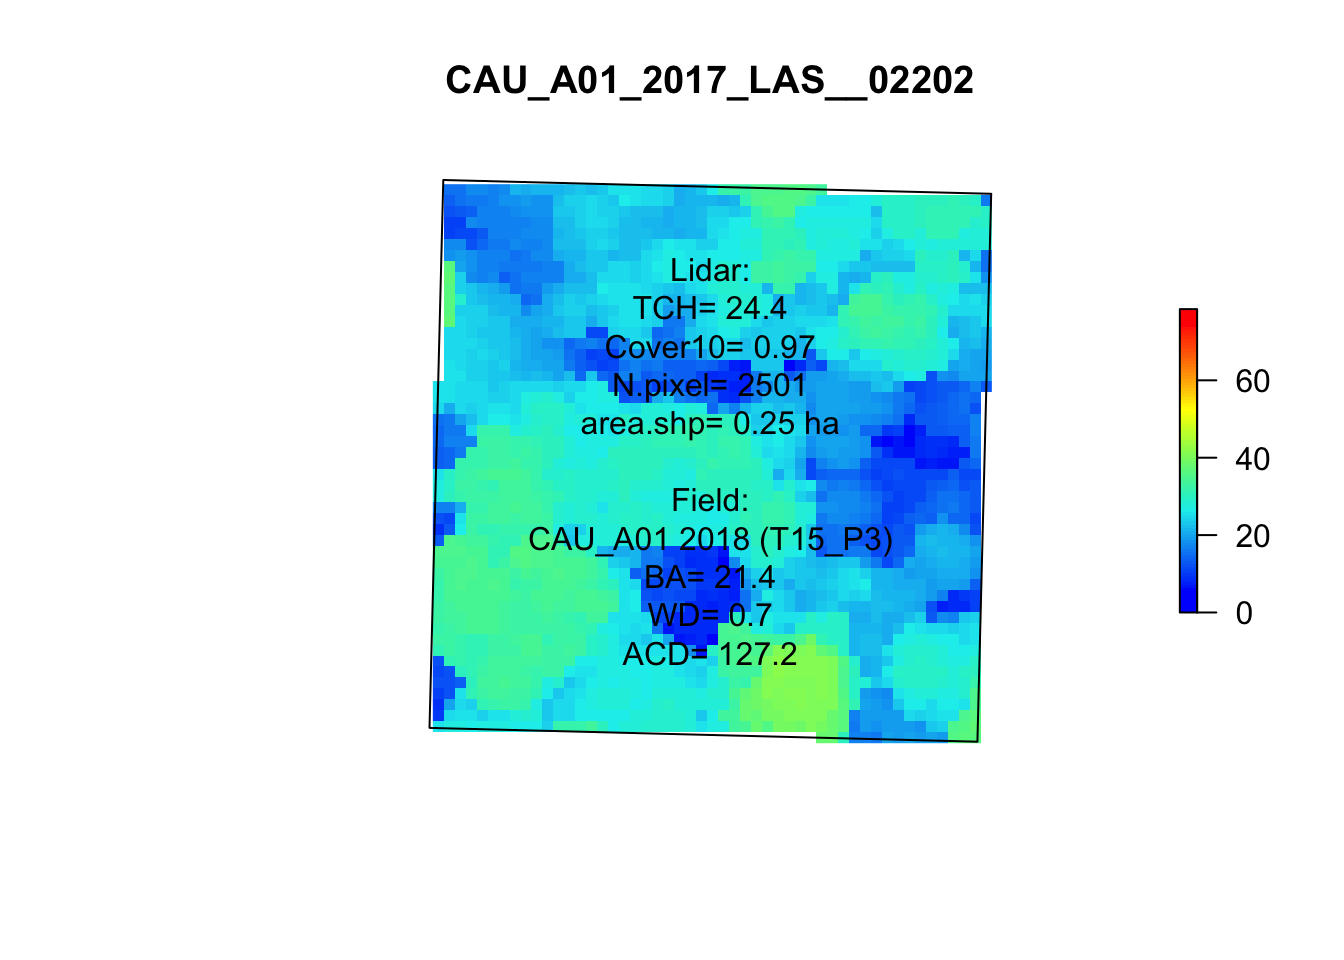 CAU_A01_2017_LAS__02202
Lidar:
TCH= 24.4
Cover10= 0.97
N.pixel= 2501
area.shp= 0.25 ha
Field:
CAU_A01 2018 (T15_P3)
BA= 21.4
WD= 0.7
ACD= 127.2
60
40
20
0